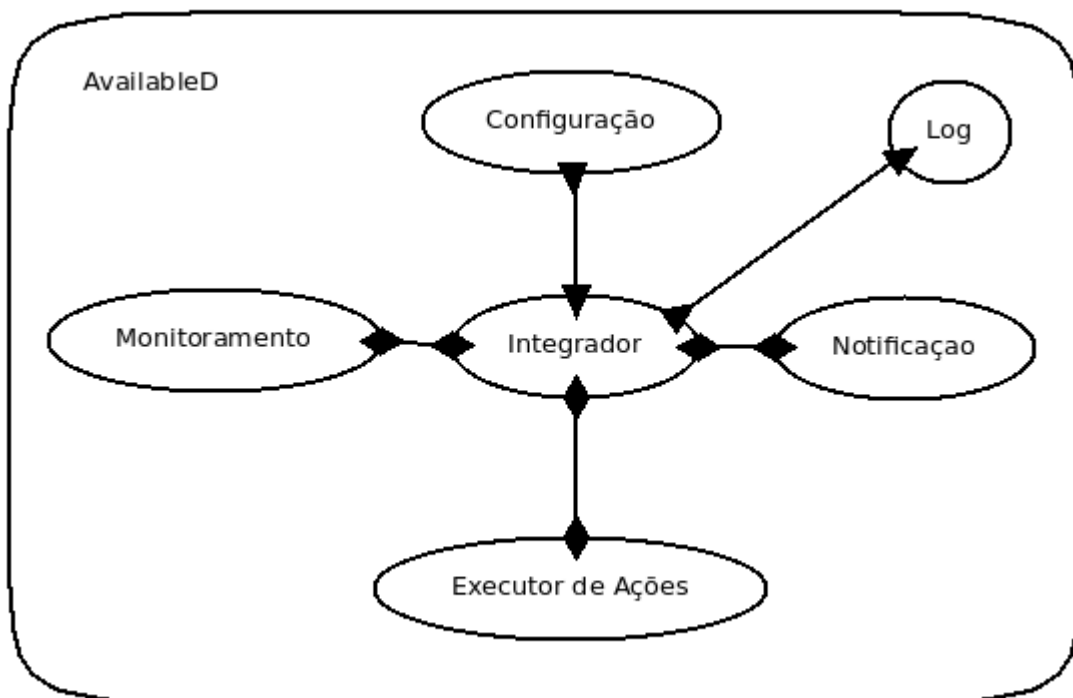 AvailableD
Configuração
Log
Monitoramento
Integrador
Notificaçao
Executor de Ações